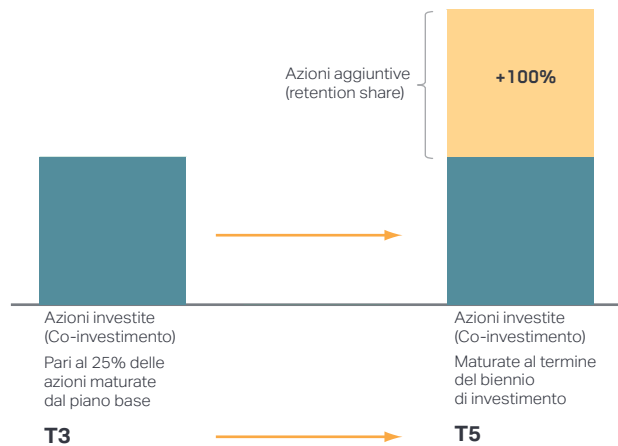 Azioni aggiuntive
(retention share)
+100%
Azioni investite
(Co-investimento)
Pari al 25% delle
azioni maturate
dal piano base
T3
Azioni investite
(Co-investimento)
Maturate al termine
del biennio
di investimento
T5